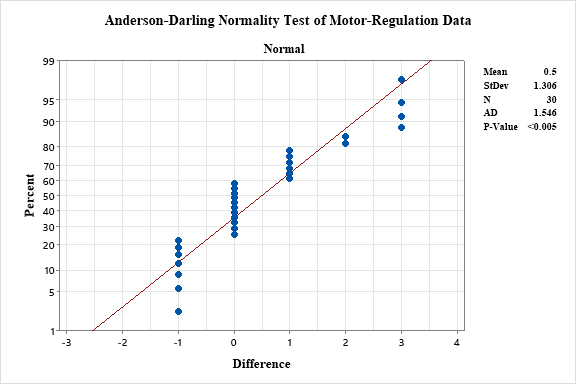 Anderson-Darling Normality Test of Motor-Regulation Data
Normal
Mean 0.5
StDev 1.306
N 30
AD 1.546
P-Value <0.005
Percent
99
95
90
80
70
60
50
40
30
20
10
5
1
-3 -2 -1 0 1 2 3 4
Difference